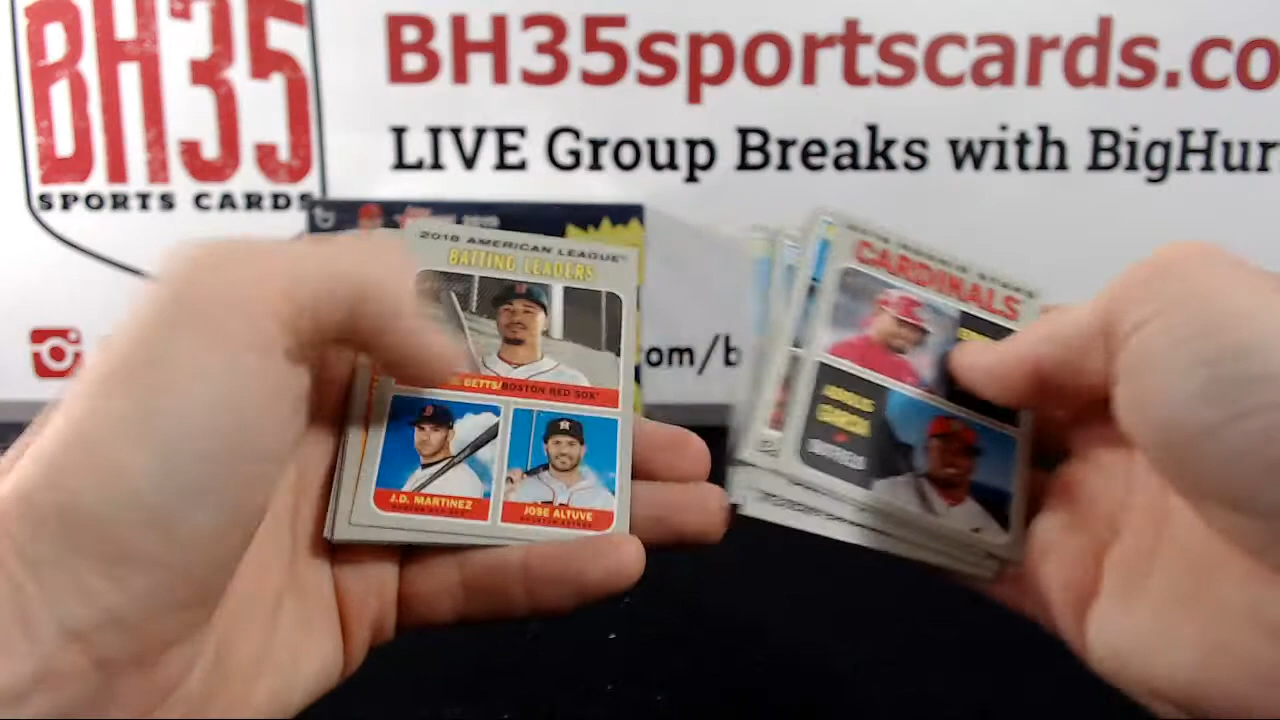 BH35
SPORTS CARDS
BH35sportscards.co
LIVE Group Breaks with BigHur
om/b
2018 AMERICAN LEAGUE
BATTING LEADERS
BETTS/BOSTON RED SOX
J.D. MARTINEZ
JOSE ALTUVE
CARDINALS